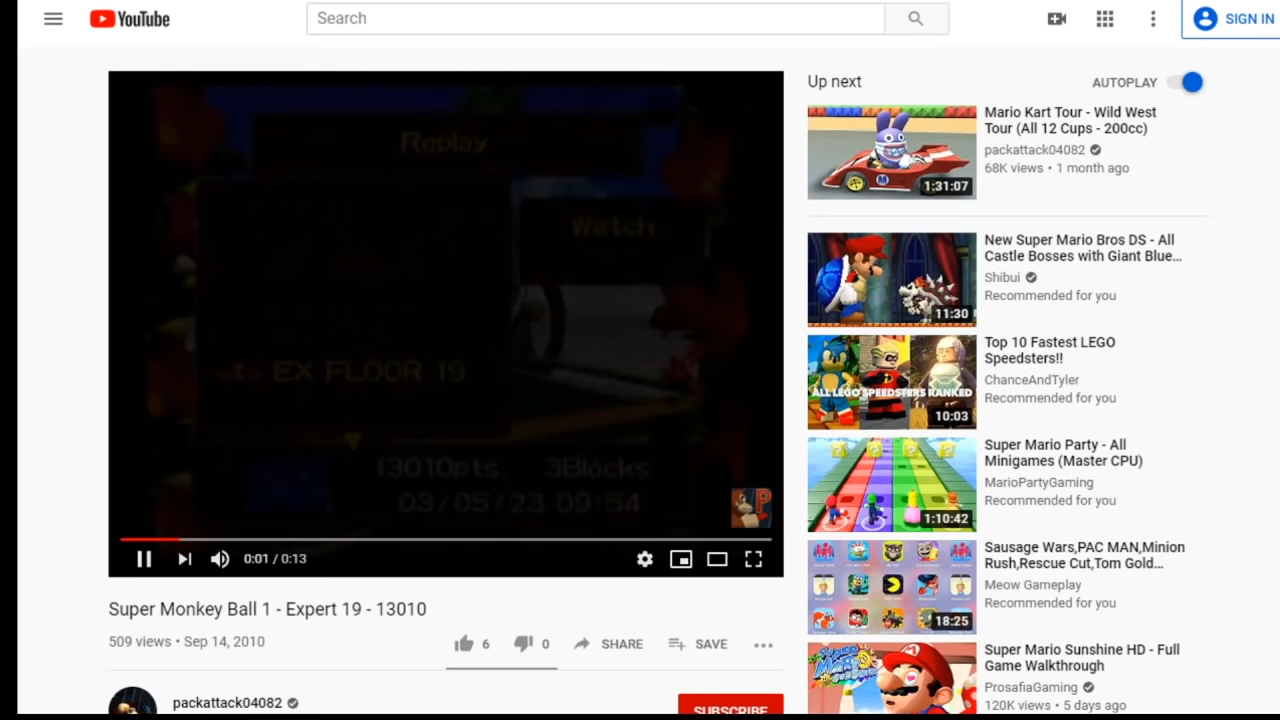 YouTube
Search
SIGN IN
Replay
Watch
EX FLOOR 19
13010pts. 3Blocks
03/05/23 09:54
0:01 / 0:13
Super Monkey Ball 1 - Expert 19 - 13010
509 views • Sep 14, 2010
6
0
SHARE
SAVE
packattack04082
SUBSCRIBE
Up next
AUTOPLAY
1:31:07
Mario Kart Tour - Wild West
Tour (All 12 Cups - 200cc)
packattack04082
68K views • 1 month ago
11:30
New Super Mario Bros DS - All
Castle Bosses with Giant Blue...
Shibui
Recommended for you
ALL LEGO SPEEDSTERS RANKED
10:03
Top 10 Fastest LEGO
Speedsters!!
ChanceAndTyler
Recommended for you
1:10:42
Super Mario Party - All
Minigames (Master CPU)
MarioPartyGaming
Recommended for you
18:25
Sausage Wars,PAC MAN,Minion
Rush,Rescue Cut,Tom Gold...
Meow Gameplay
Recommended for you
Super Mario Sunshine HD - Full
Game Walkthrough
ProsafiaGaming
120K views • 5 days ago